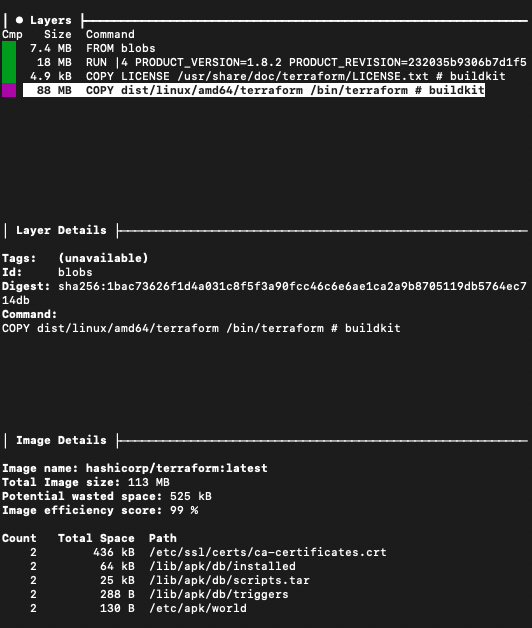 ● Layers
Cmp Size Command
7.4 MB FROM blobs
18 MB RUN |4 PRODUCT_VERSION=1.8.2 PRODUCT_REVISION=232035b9306b7d1f5
4.9 kB COPY LICENSE /usr/share/doc/terraform/LICENSE.txt # buildkit
88 MB COPY dist/linux/amd64/terraform /bin/terraform # buildkit
Layer Details
Tags: (unavailable)
Id: blobs
Digest: sha256:1bac73626f1d4a031c8f5f3a90fcc46c6e6ae1ca2a9b8705119db5764ec7
14db
Command:
COPY dist/linux/amd64/terraform /bin/terraform # buildkit
Image Details
Image name: hashicorp/terraform:latest
Total Image size: 113 MB
Potential wasted space: 525 kB
Image efficiency score: 99 %
Count Total Space Path
2 436 kB /etc/ssl/certs/ca-certificates.crt
2 64 kB /lib/apk/db/installed
2 25 kB /lib/apk/db/scripts.tar
2 288 B /lib/apk/db/triggers
2 130 B /etc/apk/world